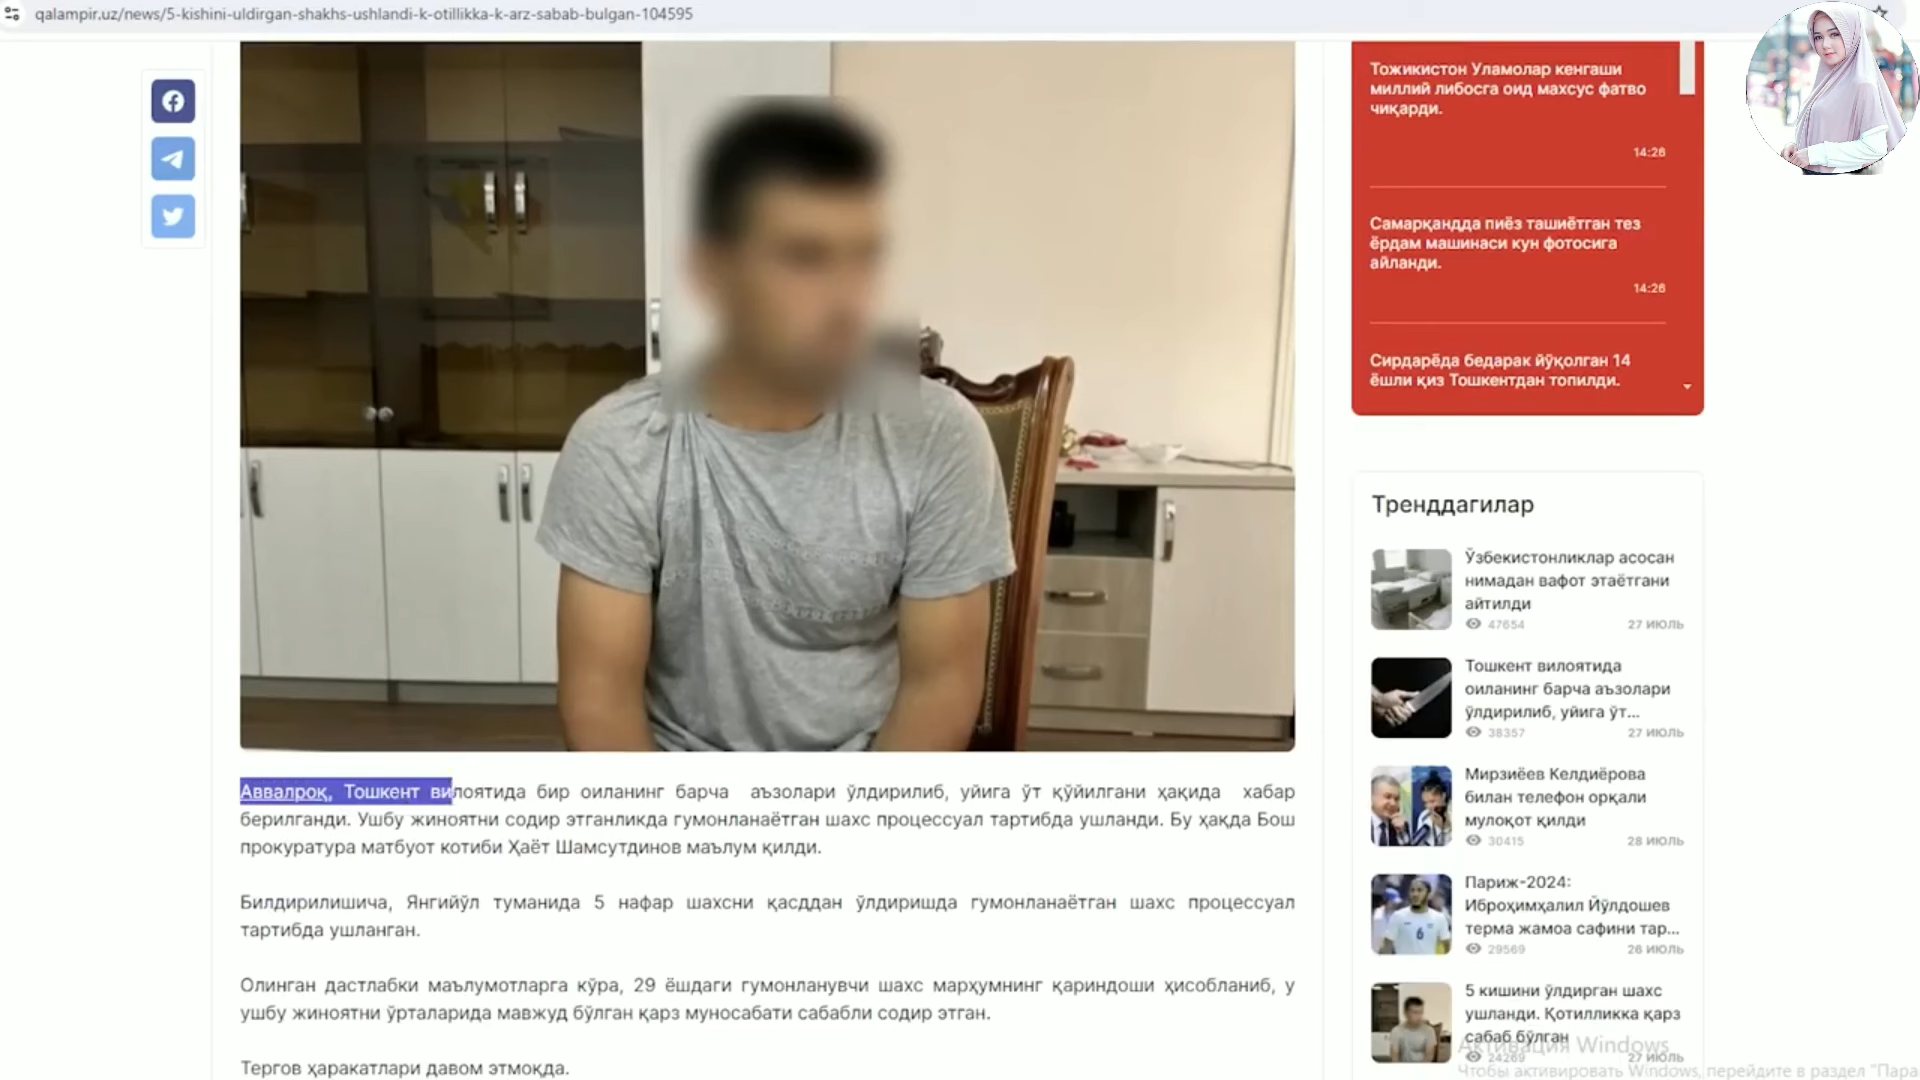 qalampir.uz/news/5-kishini-uldirgan-shakhs-ushlandi-k-otillikka-k-arz-sabab-bulgan-104595
Аввалроқ, Тошкент вилоятида бир оиланинг барча аъзолари ўлдирилиб, уйига ўт қўйилгани ҳақида хабар
берилганди. Ушбу жиноятни содир этганликда гумонланаётган шахс процессуал тартибда ушланди. Бу ҳақда Бош
прокуратура матбуот котиби Ҳаёт Шамсутдинов маълум қилди.
Билдирилишича, Янгийўл туманида 5 нафар шахсни қасддан ўлдиришда гумонланаётган шахс процессуал
тартибда ушланган.
Олинган дастлабки маълумотларга кўра, 29 ёшдаги гумонланувчи шахс марҳумнинг қариндоши ҳисобланиб, у
ушбу жиноятни ўрталарида мавжуд бўлган қарз муносабати сабабли содир этган.
Тергов ҳаракатлари давом этмоқда.
Тожикистон Уламолар кенгаши
миллий либосга оид махсус фатво
чиқарди.
14:26
Самарқандда пиёз ташиётган тез
ёрдам машинаси кун фотосига
айланди.
14:26
Сирдарёда бедарак йўқолган 14
ёшли қиз Тошкентдан топилди.
Тренддагилар
Ўзбекистонликлар асосан
нимадан вафот этаётгани
айтилди
47654 27 ИЮЛЬ
Тошкент вилоятида
оиланинг барча аъзолари
ўлдирилиб, уйига ўт...
38357 27 ИЮЛЬ
Мирзиёев Келдиёрова
билан телефон орқали
мулоқот қилди
30415 28 ИЮЛЬ
Париж-2024:
Иброҳимҳалил Йўлдошев
терма жамоа сафини тар...
29569 26 ИЮЛЬ
5 кишини ўлдирган шахс
ушланди. Қотилликка қарз
сабаб бўлган
24269 27 ИЮЛЬ
Активация Windows
Чтобы активировать Windows, перейдите в раздел "Пара